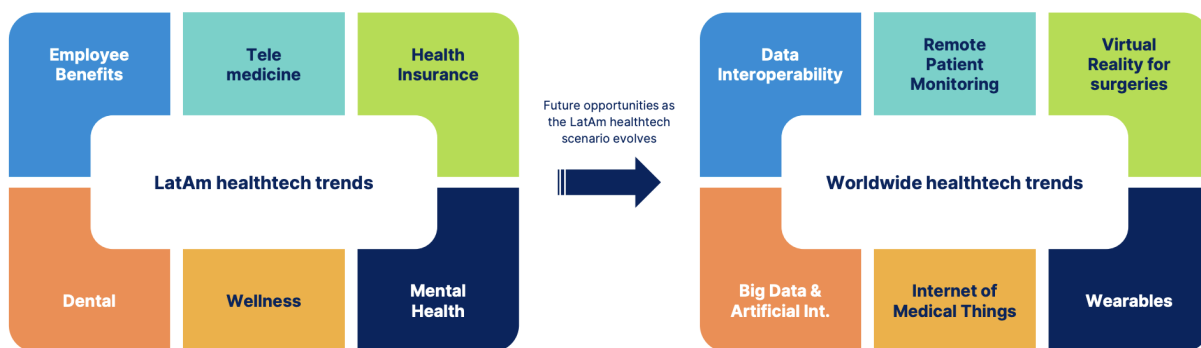 Employee
Benefits
Tele
medicine
Health
Insurance
LatAm healthtech trends
Dental
Wellness
Mental
Health
Future opportunities as
the LatAm healthtech
scenario evolves
Data
Interoperability
Remote
Patient
Monitoring
Virtual
Reality for
surgeries
Worldwide healthtech trends
Big Data &
Artificial Int.
Internet of
Medical Things
Wearables